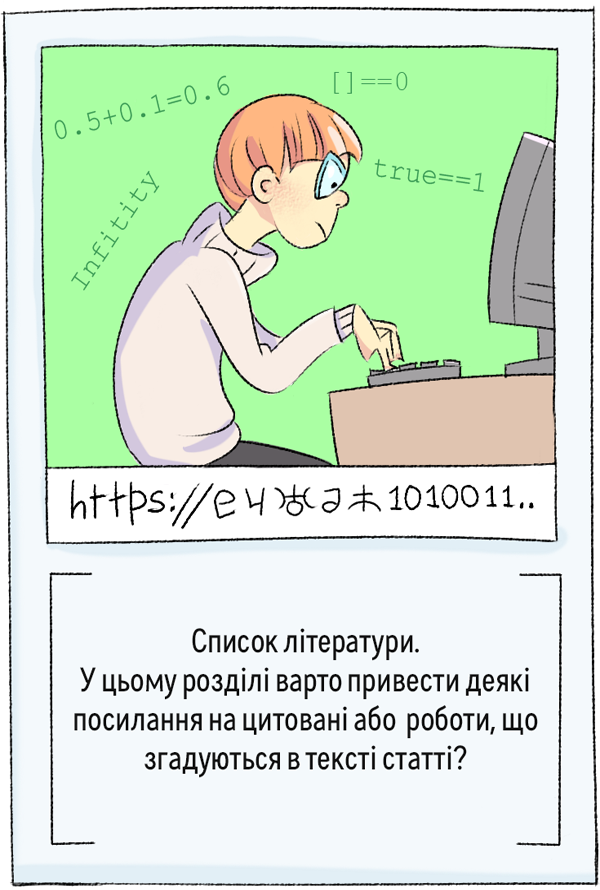 0.5+0.1=0.6
[]==0
true==1
Infitity
https://еч
1010011..
Список літератури.
У цьому розділі варто привести деякі
посилання на цитовані або роботи, що
згадуються в тексті статті?